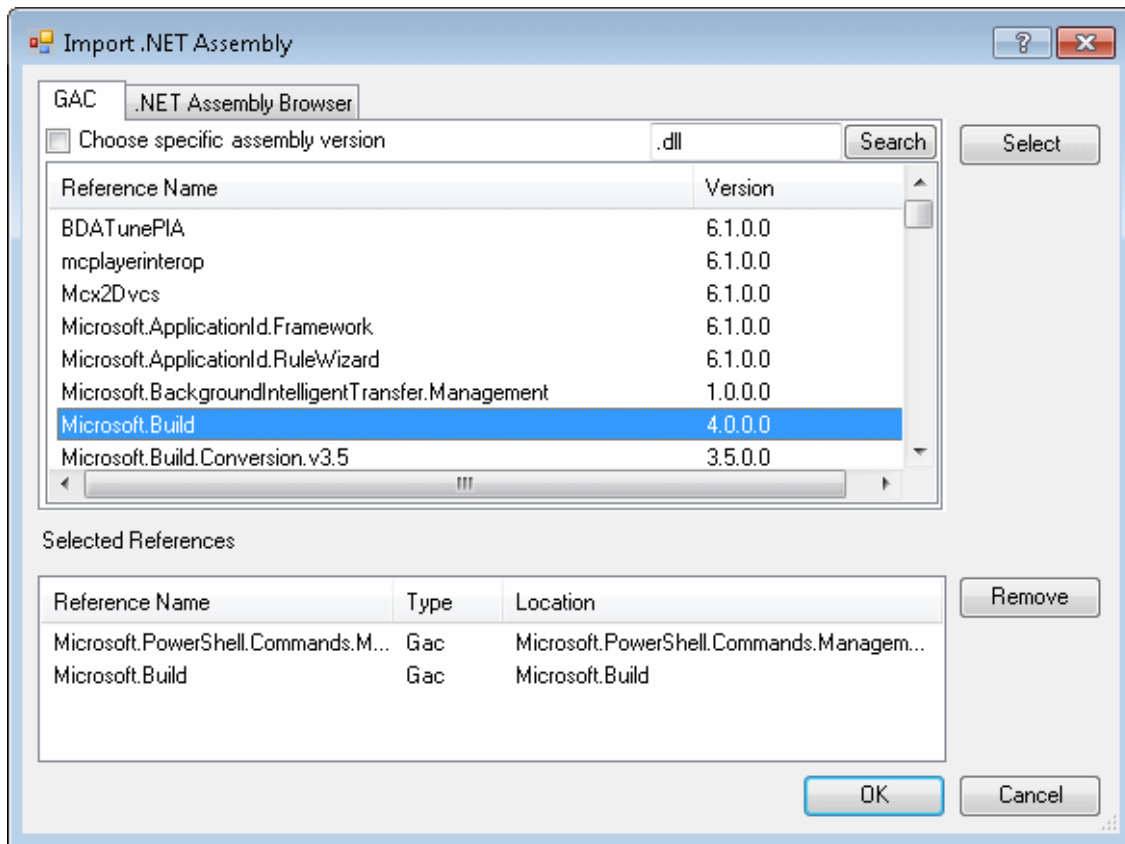 Import .NET Assembly
GAC
.NET Assembly Browser
Choose specific assembly version
.dll
Search
Select
Reference Name Version
BDATunePIA 6.1.0.0
mcplayerinterop 6.1.0.0
Mcx2Dvcs 6.1.0.0
Microsoft.ApplicationId.Framework 6.1.0.0
Microsoft.ApplicationId.RuleWizard 6.1.0.0
Microsoft.BackgroundIntelligentTransfer.Management 1.0.0.0
Microsoft.Build 4.0.0.0
Microsoft.Build.Conversion.v3.5 3.5.0.0
Selected References
Reference Name Type Location
Remove
Microsoft.PowerShell.Commands.M... Gac Microsoft.PowerShell.Commands.Managem...
Microsoft.Build Gac Microsoft.Build
OK
Cancel